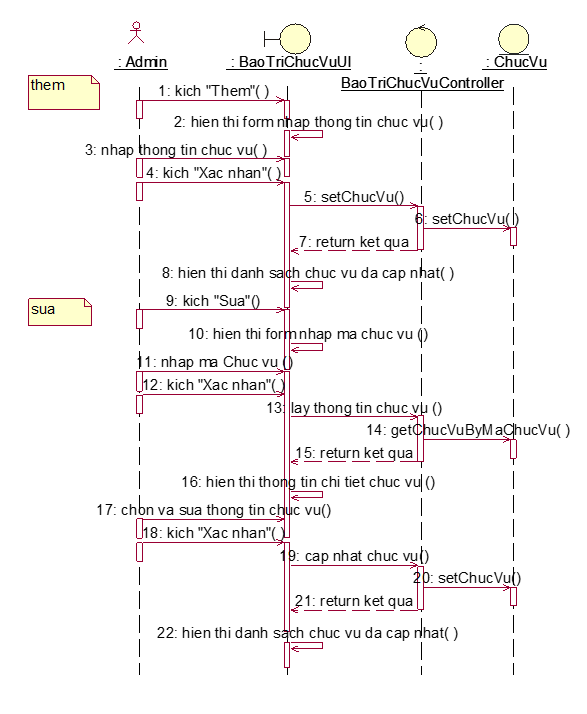 : Admin
: BaoTriChucVuUI
:
BaoTriChucVuController
: ChucVu
them
1: kich "Them"( )
2: hien thi form nhap thong tin chuc vu( )
3: nhap thong tin chuc vu( )
4: kich "Xac nhan"( )
5: setChucVu()
6: setChucVu( )
7: return ket qua
8: hien thi danh sach chuc vu da cap nhat( )
sua
9: kich "Sua"()
10: hien thi form nhap ma chuc vu ()
11: nhap ma Chuc vu ()
12: kich "Xac nhan"( )
13: lay thong tin chuc vu ()
14: getChucVuByMaChucVu( )
15: return ket qua
16: hien thi thong tin chi tiet chuc vu ()
17: chon va sua thong tin chuc vu()
18: kich "Xac nhan"( )
19: cap nhat chuc vu()
20: setChucVu()
21: return ket qua
22: hien thi danh sach chuc vu da cap nhat( )